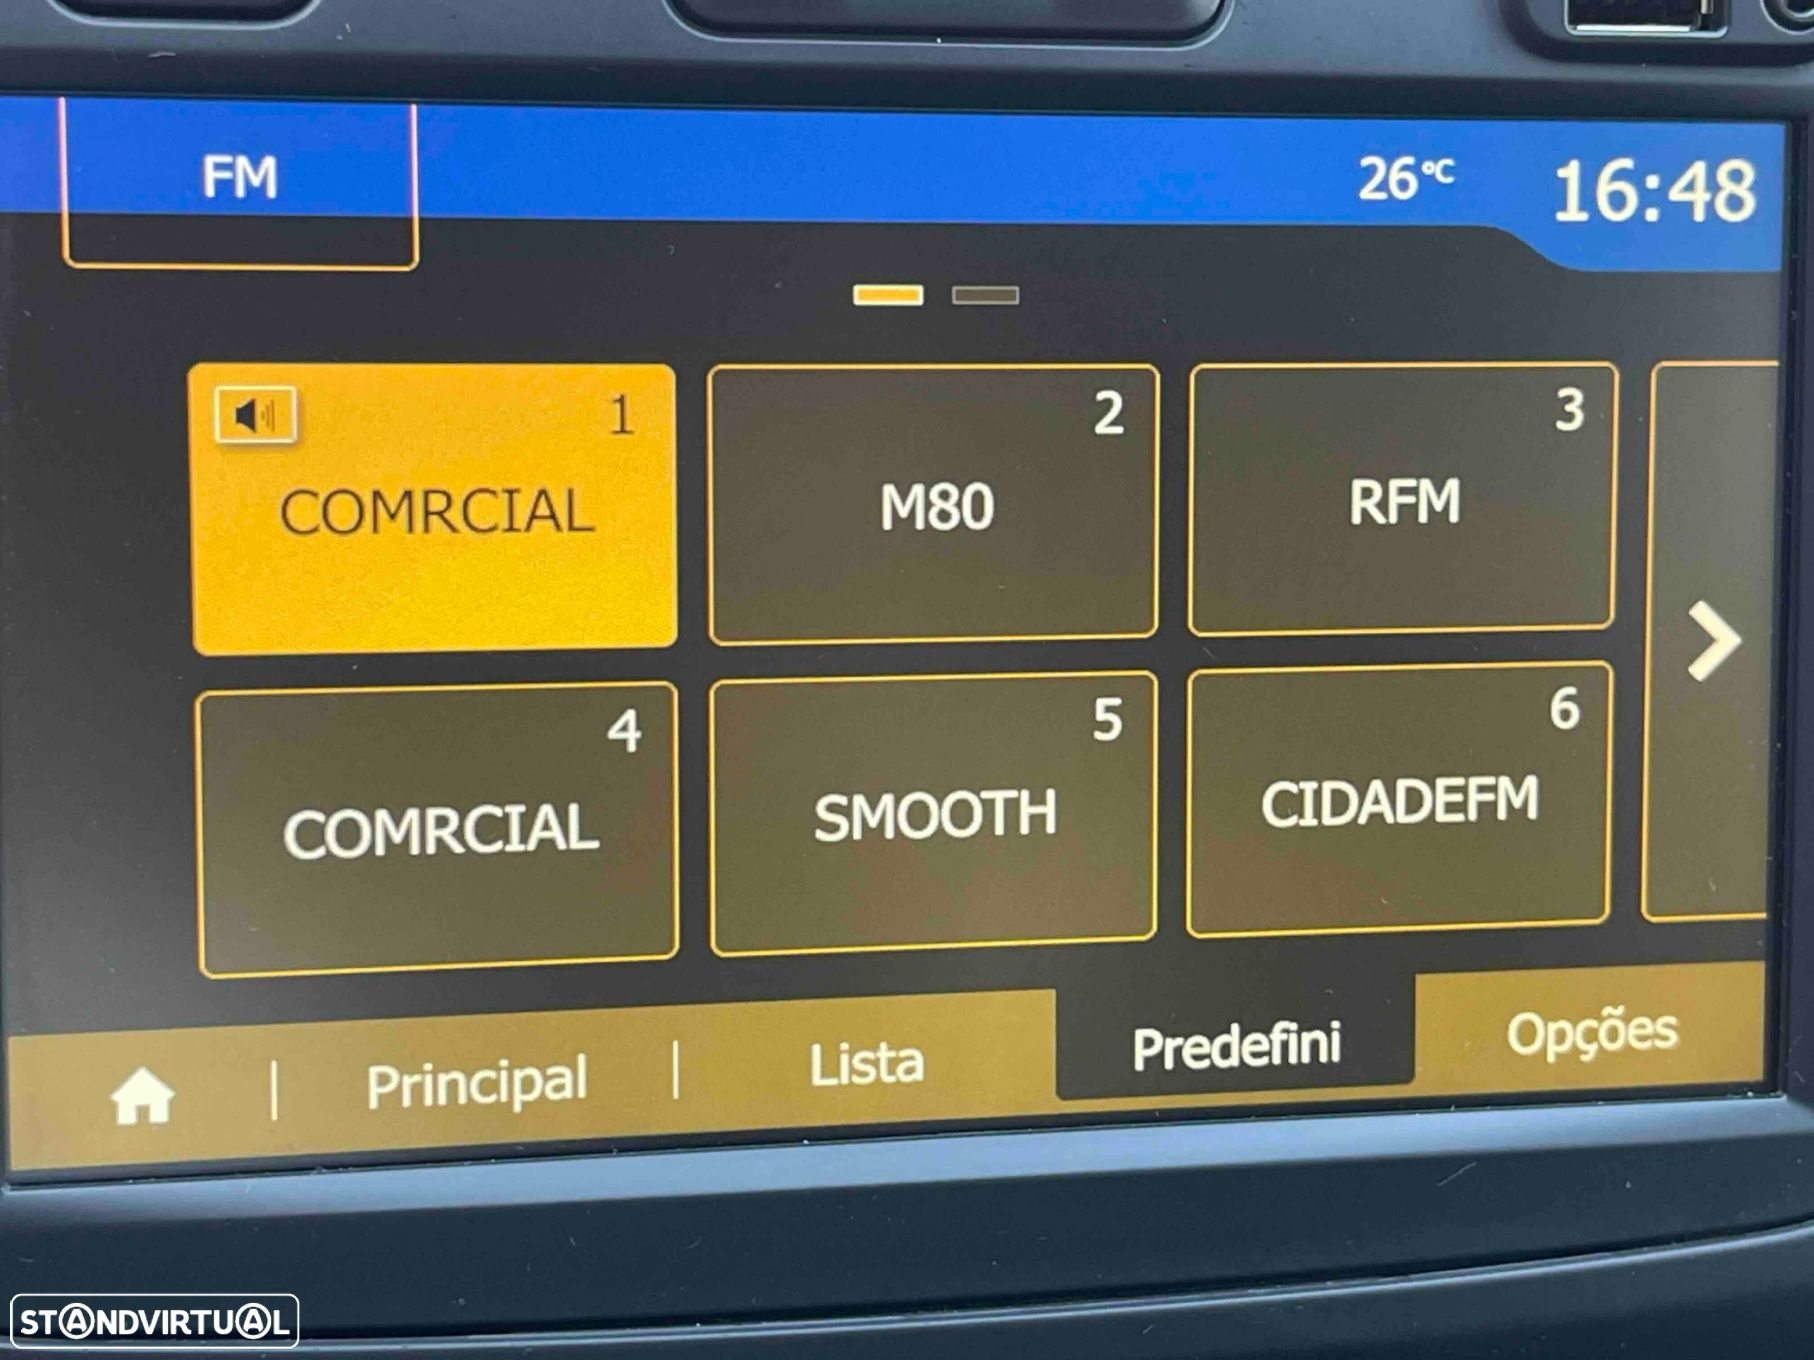 FM
26°C
16:48
1
COMRCIAL
2
M80
3
RFM
4
COMRCIAL
5
SMOOTH
6
CIDADEFM
Principal
Lista
Predefini
Opções
STANDVIRTUAL